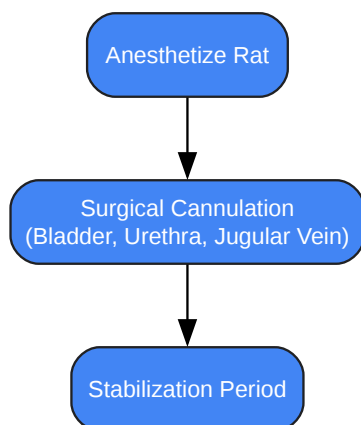 Anesthetize Rat
Surgical Cannulation
(Bladder, Urethra, Jugular Vein)
Stabilization Period